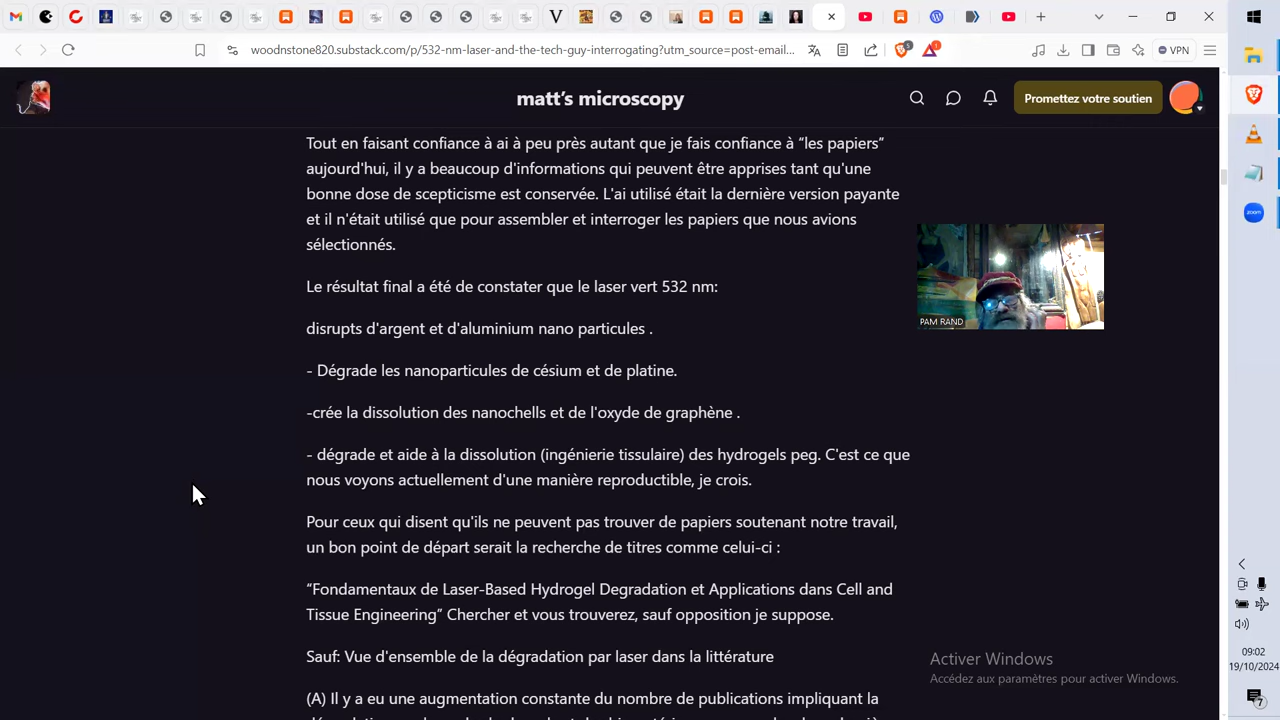 woodnstone820.substack.com/p/532-nm-laser-and-the-tech-guy-interrogating?utm_source=post-email...
VPN
matt's microscopy
Promettez votre soutien
Tout en faisant confiance à ai à peu près autant que je fais confiance à “les papiers”
aujourd'hui, il y a beaucoup d'informations qui peuvent être apprises tant qu'une
bonne dose de scepticisme est conservée. L'ai utilisé était la dernière version payante
et il n'était utilisé que pour assembler et interroger les papiers que nous avions
sélectionnés.
PAM RAND
Le résultat final a été de constater que le laser vert 532 nm:
disrupts d'argent et d'aluminium nano particules .
- Dégrade les nanoparticules de césium et de platine.
-crée la dissolution des nanochells et de l'oxyde de graphène .
- dégrade et aide à la dissolution (ingénierie tissulaire) des hydrogels peg. C'est ce que
nous voyons actuellement d'une manière reproductible, je crois.
Pour ceux qui disent qu'ils ne peuvent pas trouver de papiers soutenant notre travail,
un bon point de départ serait la recherche de titres comme celui-ci :
“Fondamentaux de Laser-Based Hydrogel Degradation et Applications dans Cell and
Tissue Engineering” Chercher et vous trouverez, sauf opposition je suppose.
Sauf: Vue d'ensemble de la dégradation par laser dans la littérature
(A) Il y a eu une augmentation constante du nombre de publications impliquant la
Activer Windows
Accédez aux paramètres pour activer Windows.
zoom
09:02
19/10/2024
7